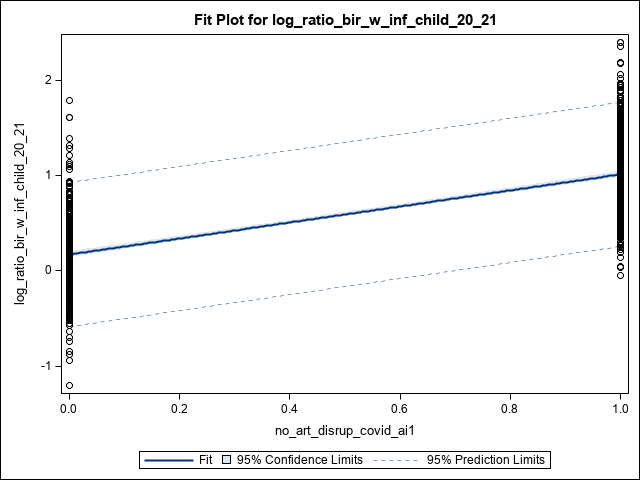 Fit Plot for log_ratio_bir_w_inf_child_20_21
log_ratio_bir_w_inf_child_20_21
2
1
0
-1
0.0 0.2 0.4 0.6 0.8 1.0
no_art_disrup_covid_ai1
Fit 95% Confidence Limits 95% Prediction Limits